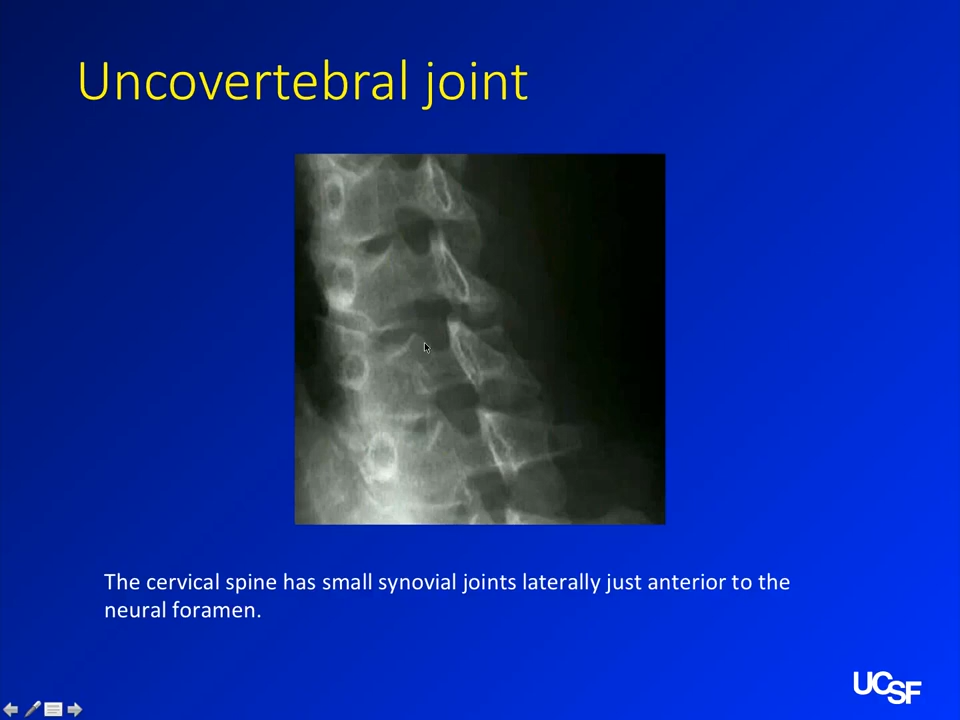 Uncovertebral joint
The cervical spine has small synovial joints laterally just anterior to the
neural foramen.
UCSF